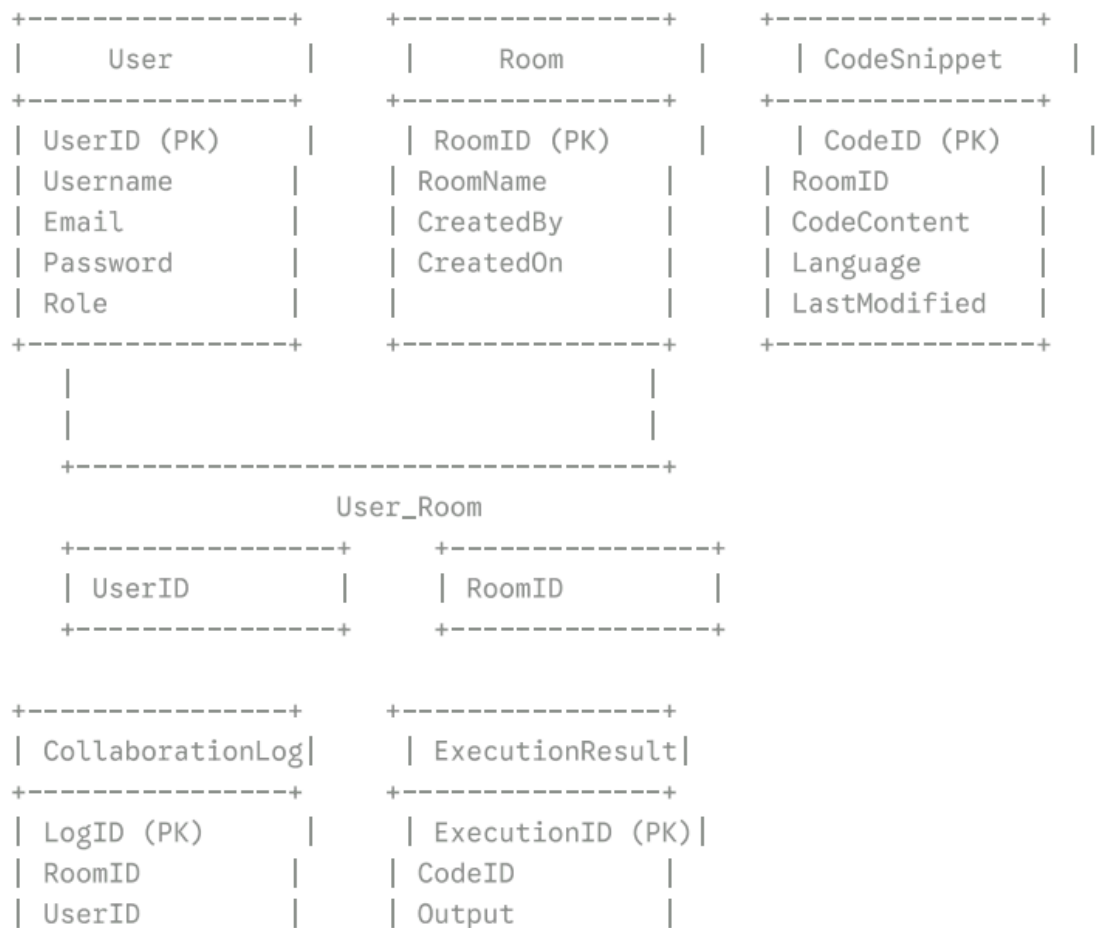 +----------------+     +----------------+     +----------------+
|     User        |     |     Room        |     | CodeSnippet    |
+----------------+     +----------------+     +----------------+
| UserID (PK)     |     | RoomID (PK)     |     | CodeID (PK)     |
| Username       |     | RoomName       |     | RoomID         |
| Email          |     | CreatedBy      |     | CodeContent    |
| Password       |     | CreatedOn      |     | Language       |
| Role           |     |                |     | LastModified   |
+----------------+     +----------------+     +----------------+
   |                                   |
   |                                   |
   +------------------------------------+
                   User_Room
   +----------------+     +----------------+
   | UserID         |     | RoomID         |
   +----------------+     +----------------+
+----------------+     +----------------+
| CollaborationLog|     | ExecutionResult|
+----------------+     +----------------+
| LogID (PK)      |     | ExecutionID (PK)|
| RoomID         |     | CodeID         |
| UserID         |     | Output         |